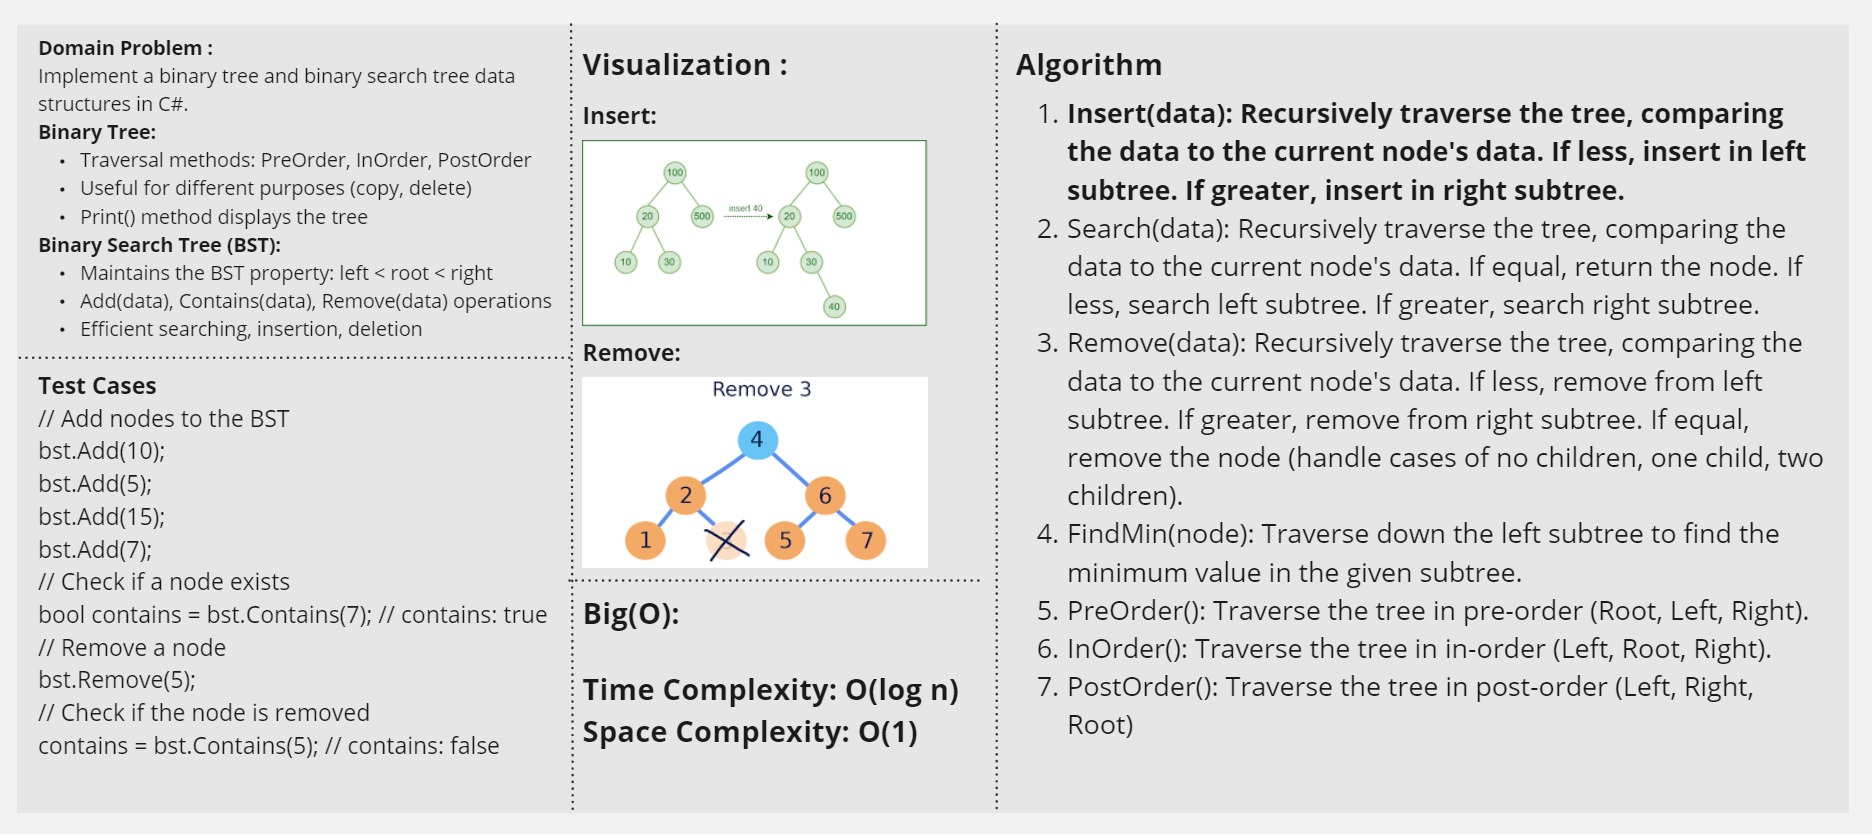 Domain Problem :
Implement a binary tree and binary search tree data
structures in C#.
Binary Tree:
• Traversal methods: PreOrder, InOrder, PostOrder
• Useful for different purposes (copy, delete)
• Print() method displays the tree
Binary Search Tree (BST):
• Maintains the BST property: left < root < right
• Add(data), Contains(data), Remove(data) operations
• Efficient searching, insertion, deletion
Test Cases
// Add nodes to the BST
bst.Add(10);
bst.Add(5);
bst.Add(15);
bst.Add(7);
// Check if a node exists
bool contains = bst.Contains(7); // contains: true
// Remove a node
bst.Remove(5);
// Check if the node is removed
contains = bst.Contains(5); // contains: false
Visualization :
Insert:
100 100
20 500 insert 40 20 500
10 30 10 30
40
Remove:
Remove 3
4
2 6
1 5 7
Big(O):
Time Complexity: O(log n)
Space Complexity: O(1)
Algorithm
1. Insert(data): Recursively traverse the tree, comparing
the data to the current node's data. If less, insert in left
subtree. If greater, insert in right subtree.
2. Search(data): Recursively traverse the tree, comparing the
data to the current node's data. If equal, return the node. If
less, search left subtree. If greater, search right subtree.
3. Remove(data): Recursively traverse the tree, comparing the
data to the current node's data. If less, remove from left
subtree. If greater, remove from right subtree. If equal,
remove the node (handle cases of no children, one child, two
children).
4. FindMin(node): Traverse down the left subtree to find the
minimum value in the given subtree.
5. PreOrder(): Traverse the tree in pre-order (Root, Left, Right).
6. InOrder(): Traverse the tree in in-order (Left, Root, Right).
7. PostOrder(): Traverse the tree in post-order (Left, Right,
Root)